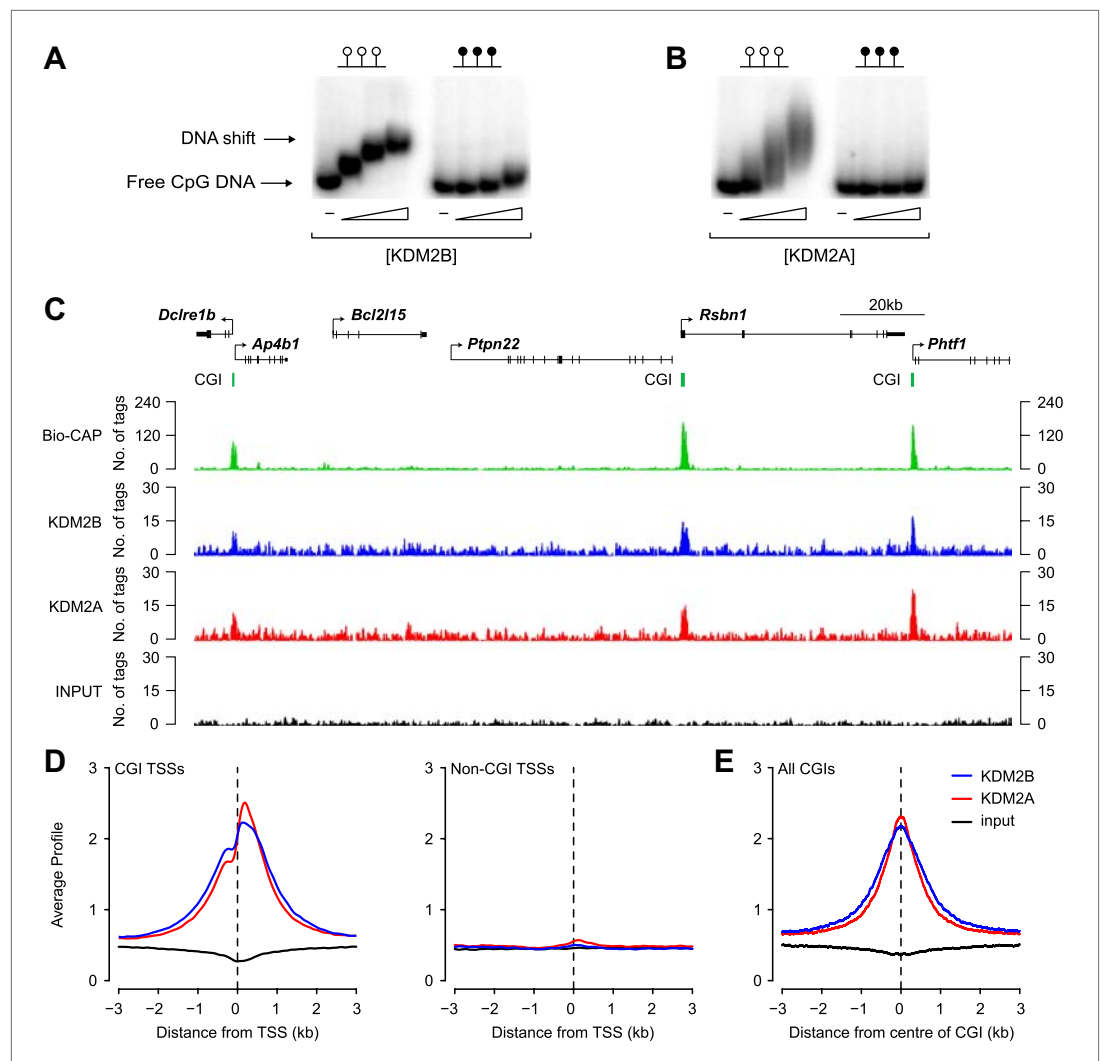 A
B
DNA shift
Free CpG DNA
–
–
–
–
[KDM2B]
[KDM2A]
C
20kb
Dclre1b
Bcl2l15
Rsbn1
Ap4b1
Ptpn22
Phtf1
CGI
CGI
CGI
Bio-CAP
No. of tags
240
120
0
240
120
0
KDM2B
No. of tags
30
15
0
30
15
0
KDM2A
No. of tags
30
15
0
30
15
0
INPUT
No. of tags
30
15
0
30
15
0
D
CGI TSSs
Average Profile
3
2
1
0
−3 −2 −1 0 1 2 3
Distance from TSS (kb)
Non-CGI TSSs
3
2
1
0
−3 −2 −1 0 1 2 3
Distance from TSS (kb)
E
All CGIs
3
2
1
0
−3 −2 −1 0 1 2 3
Distance from centre of CGI (kb)
KDM2B
KDM2A
input